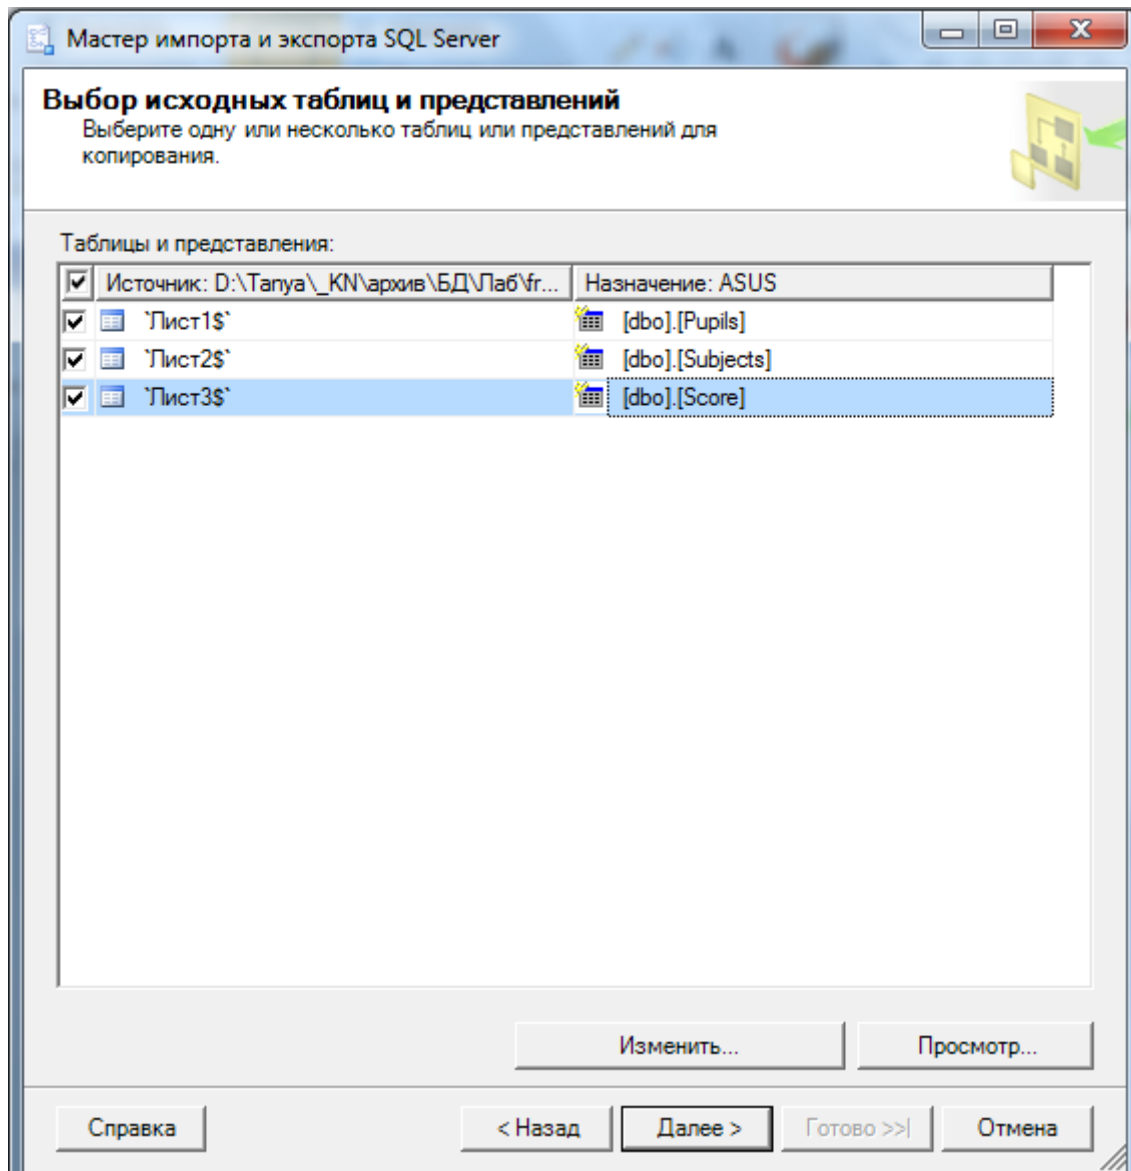 Мастер импорта и экспорта SQL Server
Выбор исходных таблиц и представлений
Выберите одну или несколько таблиц или представлений для
копирования.
Таблицы и представления:
Источник: D:\Tanya\_KN\архив\БД\Лаб\fr... Назначение: ASUS
`Лист1$` [dbo].[Pupils]
`Лист2$` [dbo].[Subjects]
`Лист3$` [dbo].[Score]
Изменить... Просмотр...
Справка < Назад Далее > Готово >>| Отмена